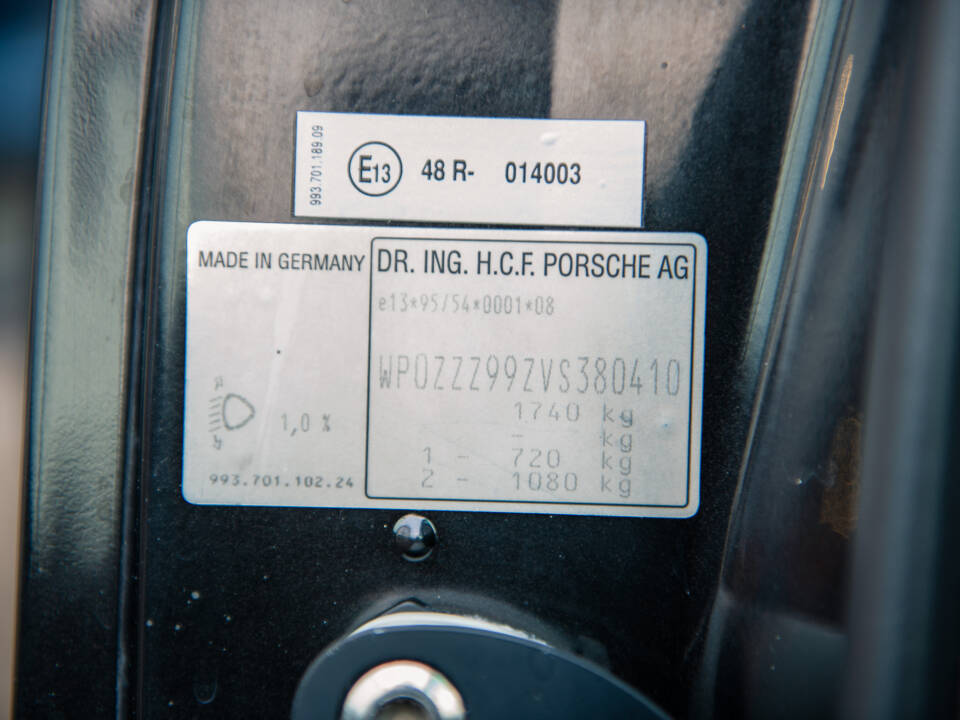 993.701.189.09
E13 48 R- 014003
MADE IN GERMANY
DR. ING. H.C.F. PORSCHE AG
e13*95/54*0001*08
WP0ZZZ99ZVS380410
1740 kg
- kg
1 - 720 kg
2 - 1080 kg
1,0 %
993.701.102.24